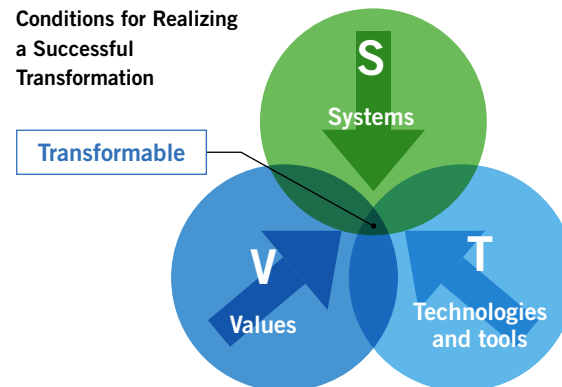 Conditions for Realizing
a Successful
Transformation
S
Systems
Transformable
V
Values
T
Technologies
and tools